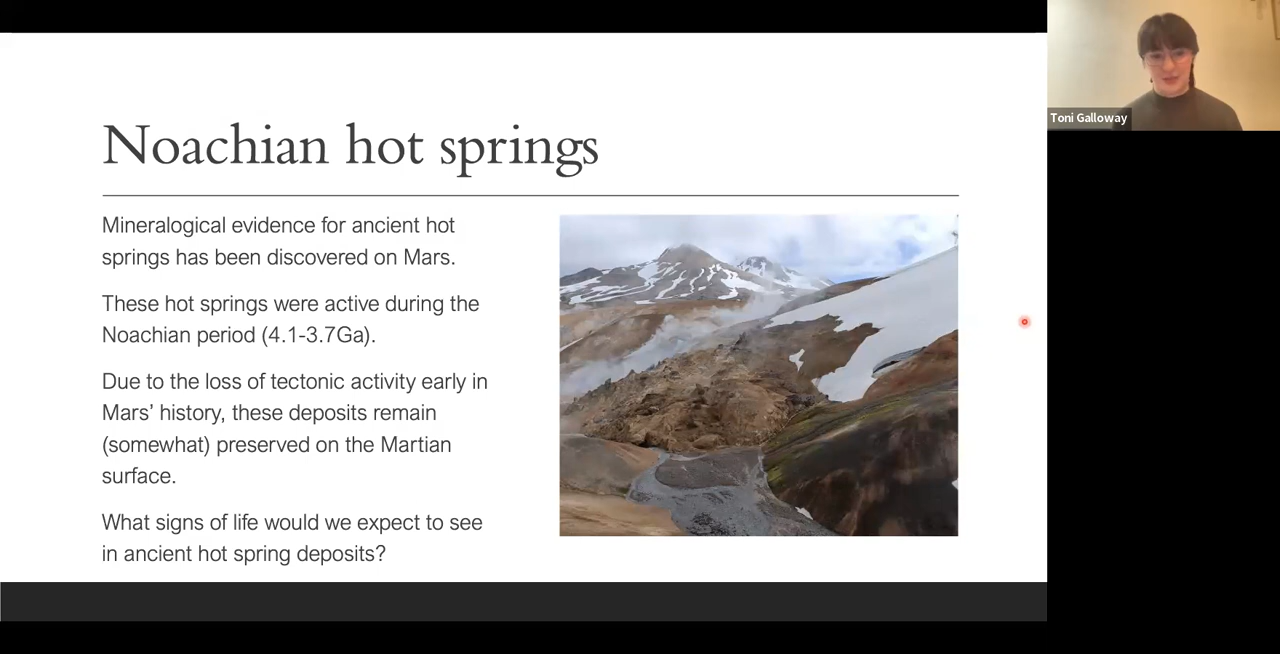 Noachian hot springs
Mineralogical evidence for ancient hot
springs has been discovered on Mars.
These hot springs were active during the
Noachian period (4.1-3.7Ga).
Due to the loss of tectonic activity early in
Mars’ history, these deposits remain
(somewhat) preserved on the Martian
surface.
What signs of life would we expect to see
in ancient hot spring deposits?
Toni Galloway